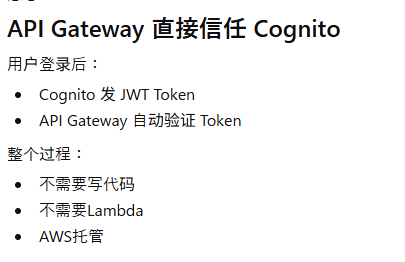 API Gateway 直接信任 Cognito
用户登录后：
Cognito 发 JWT Token
API Gateway 自动验证 Token
整个过程：
不需要写代码
不需要Lambda
AWS托管